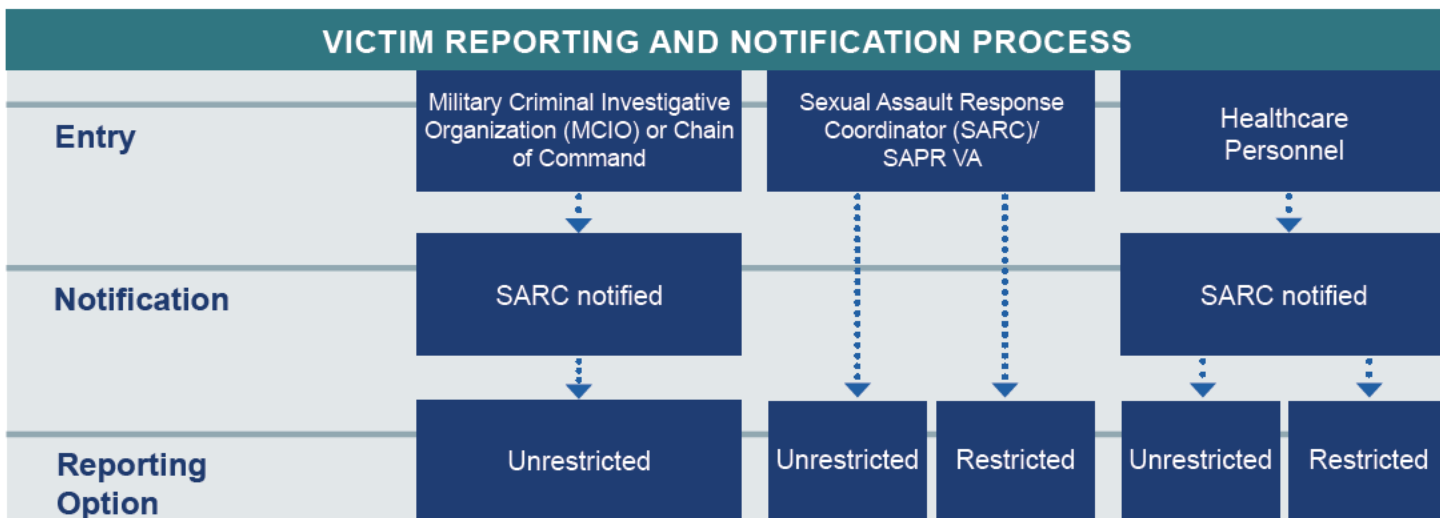 VICTIM REPORTING AND NOTIFICATION PROCESS
Entry
Military Criminal Investigative
Organization (MCIO) or Chain
of Command
Sexual Assault Response
Coordinator (SARC)/
SAPR VA
Healthcare
Personnel
Notification
SARC notified
SARC notified
Reporting
Option
Unrestricted
Unrestricted
Restricted
Unrestricted
Restricted